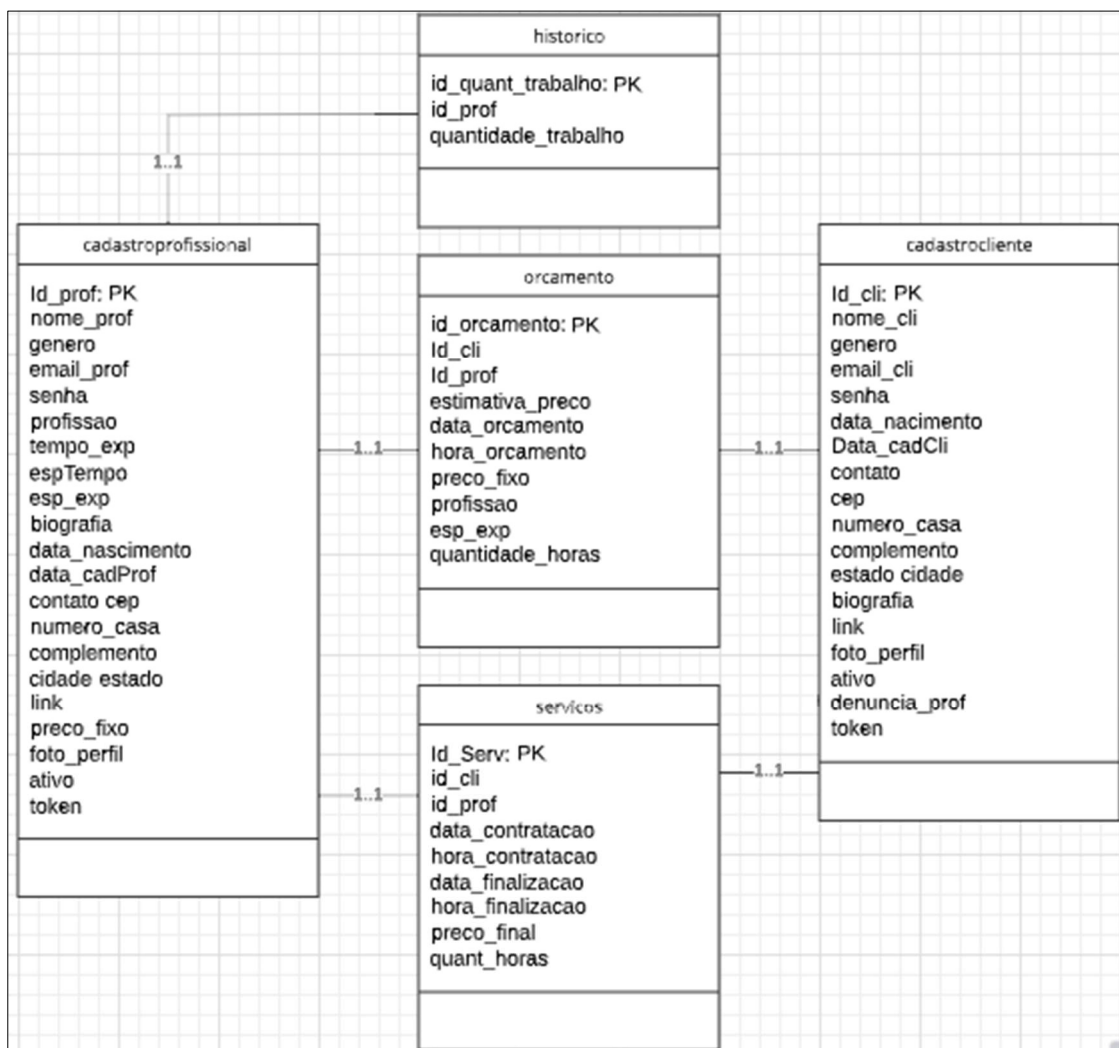 historico
id_quant_trabalho: PK
id_prof
quantidade_trabalho
1..1
cadastroprofissional
Id_prof: PK
nome_prof
genero
email_prof
senha
profissao
tempo_exp
espTempo
esp_exp
biografia
data_nascimento
data_cadProf
contato cep
numero_casa
complemento
cidade estado
link
preco_fixo
foto_perfil
ativo
token
1..1
orcamento
id_orcamento: PK
Id_cli
Id_prof
estimativa_preco
data_orcamento
hora_orcamento
preco_fixo
profissao
esp_exp
quantidade_horas
1..1
cadastrocliente
Id_cli: PK
nome_cli
genero
email_cli
senha
data_nacimento
Data_cadCli
contato
cep
numero_casa
complemento
estado cidade
biografia
link
foto_perfil
ativo
denuncia_prof
token
1..1
servicos
Id_Serv: PK
id_cli
id_prof
data_contratacao
hora_contratacao
data_finalizacao
hora_finalizacao
preco_final
quant_horas
1..1